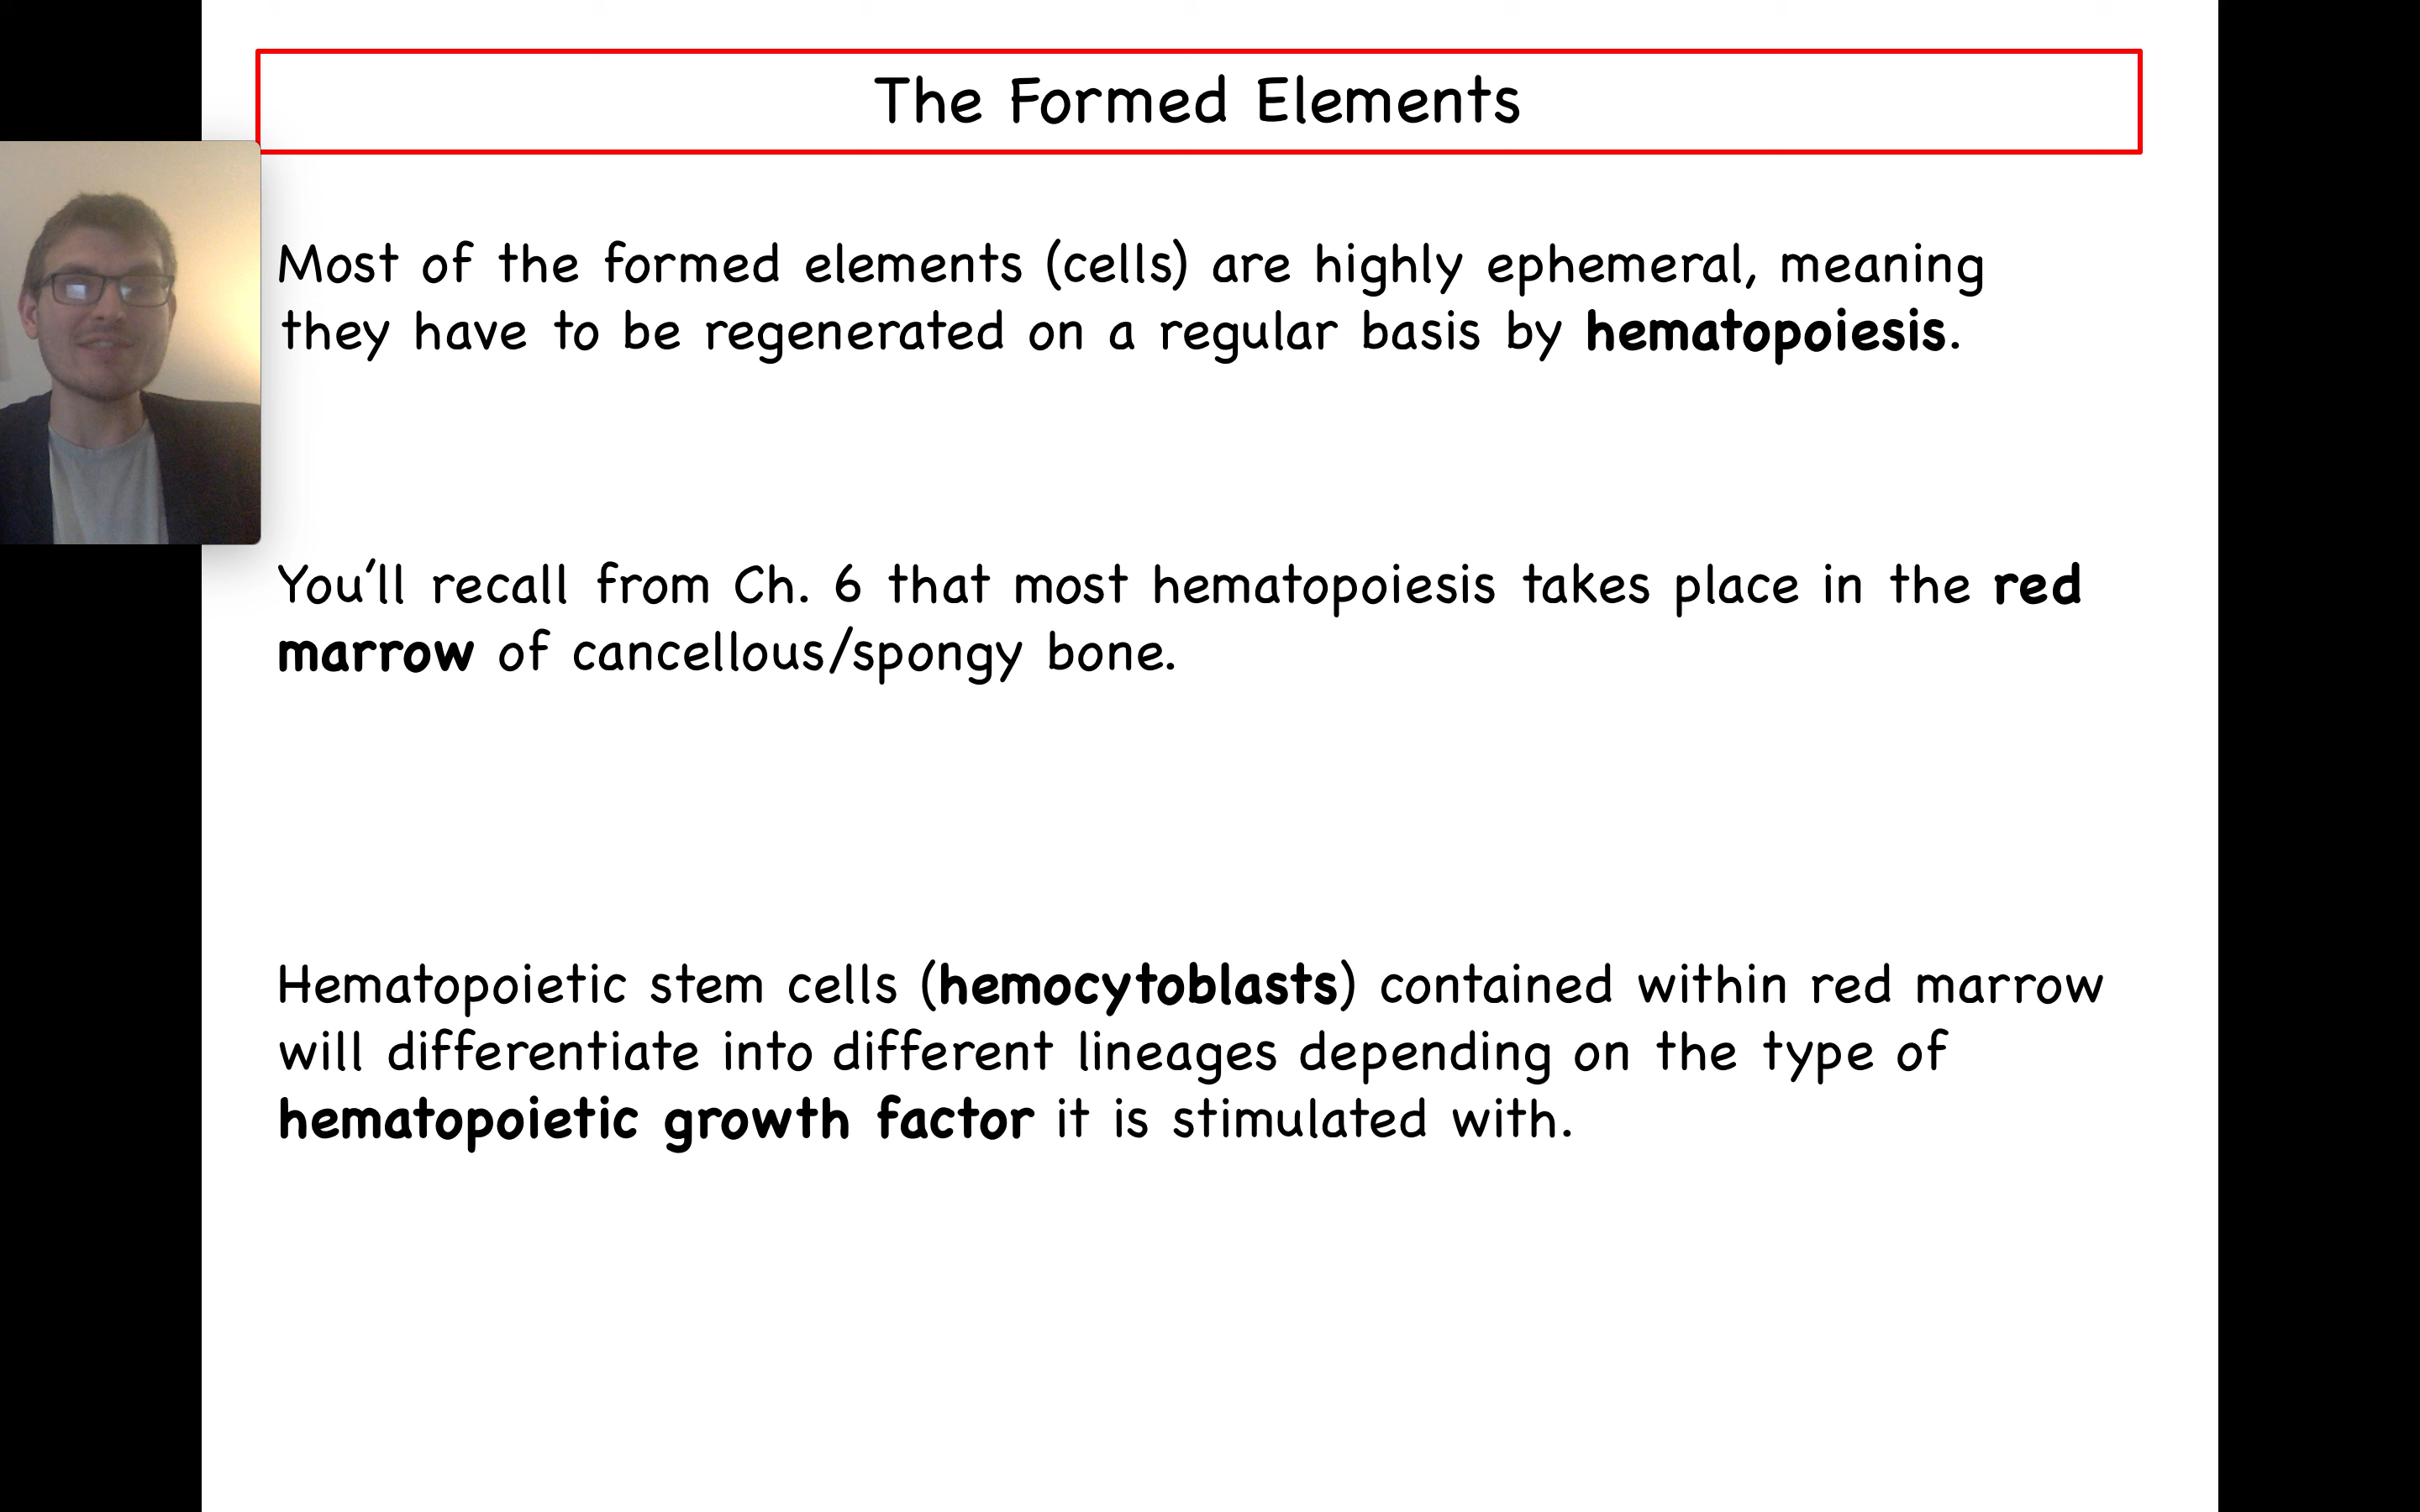 The Formed Elements
Most of the formed elements (cells) are highly ephemeral, meaning
they have to be regenerated on a regular basis by hematopoiesis.
You'll recall from Ch. 6 that most hematopoiesis takes place in the red
marrow of cancellous/spongy bone.
Hematopoietic stem cells (hemocytoblasts) contained within red marrow
will differentiate into different lineages depending on the type of
hematopoietic growth factor it is stimulated with.